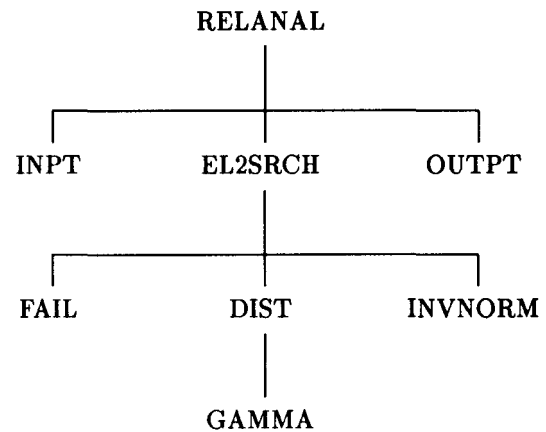 RELANAL
INPT EL2SRCH OUTPT
FAIL DIST INVNORM
GAMMA